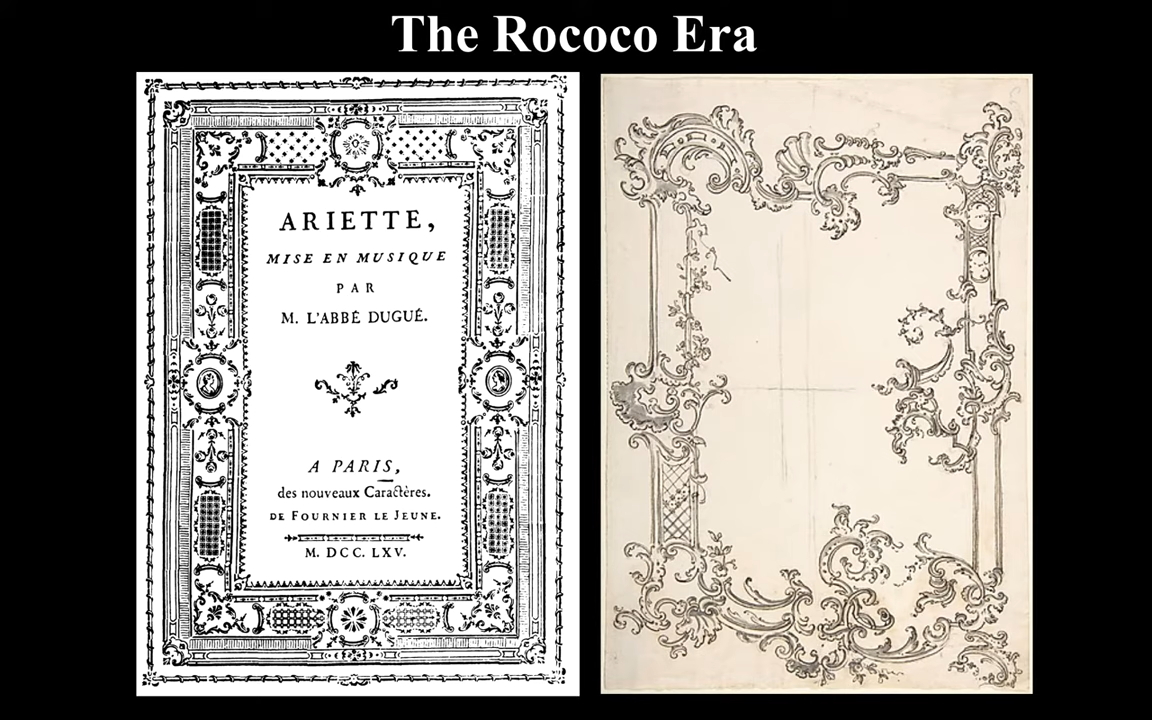 The Rococo Era
ARIETTE,
MISE EN MUSIQUE
PAR
M. L'ABBÉ DUGUÉ.
A PARIS,
des nouveaux Caractères.
DE FOURNIER LE JEUNE.
M. DCC. LXV.